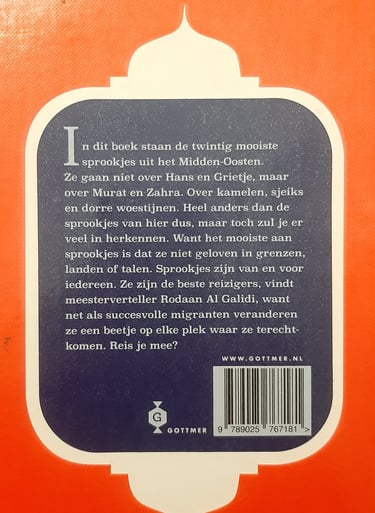 In dit boek staan de twintig mooiste
sprookjes uit het Midden-Oosten.
Ze gaan niet over Hans en Grietje, maar
over Murat en Zahra. Over kamelen, sjeiks
en dorre woestijnen. Heel anders dan de
sprookjes van hier dus, maar toch zul je er
veel in herkennen. Want het mooiste aan
sprookjes is dat ze niet geloven in grenzen,
landen of talen. Sprookjes zijn van en voor
iedereen. Ze zijn de beste reizigers, vindt
meesterverteller Rodaan Al Galidi, want
net als succesvolle migranten veranderen
ze een beetje op elke plek waar ze terecht-
komen. Reis je mee?
WWW.GOTTMER.NL
G
GOTTMER
9 789025 767181 >